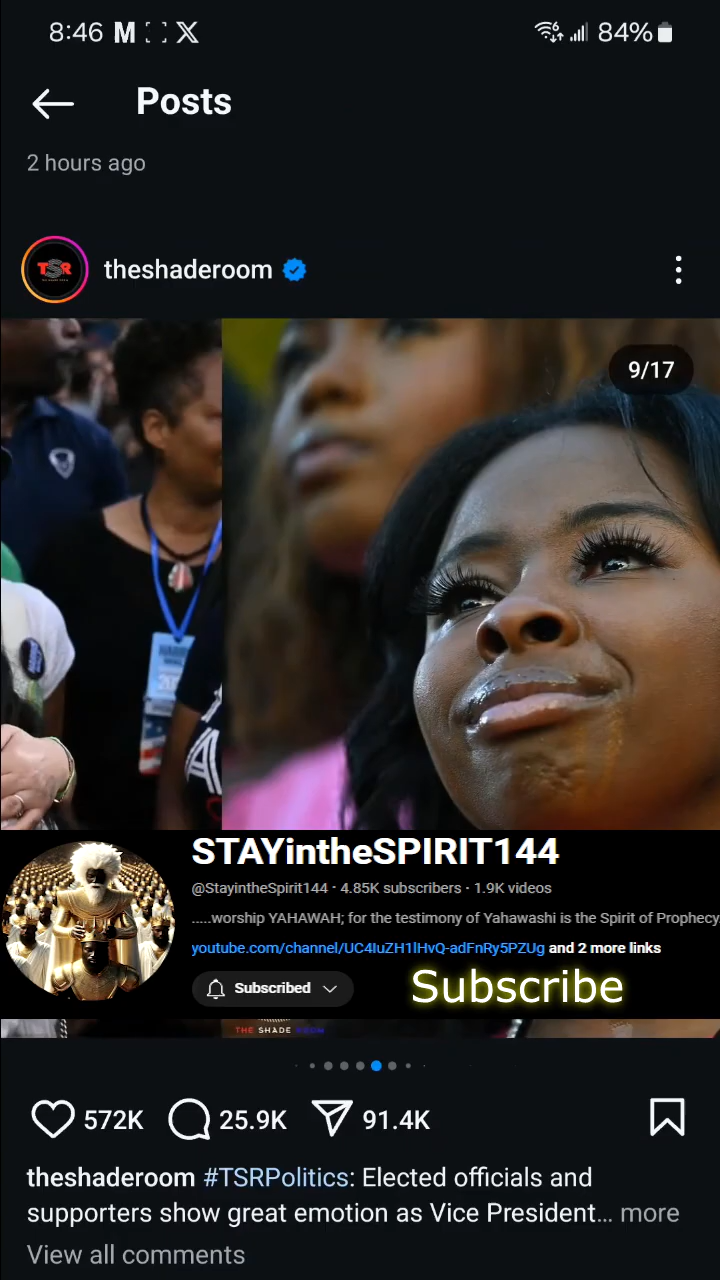 8:46 M X 84%
Posts
2 hours ago
TSR
theshaderoom
9/17
STAYintheSPIRIT144
@StayintheSpirit144 · 4.85K subscribers · 1.9K videos
.....worship YAHAWAH; for the testimony of Yahawashi is the Spirit of Prophecy
youtube.com/channel/UC4IuZH1lHvQ-adFnRy5PZUg and 2 more links
Subscribed
Subscribe
THE SHADE ROOM
572K 25.9K 91.4K
theshaderoom #TSRPolitics: Elected officials and
supporters show great emotion as Vice President... more
View all comments